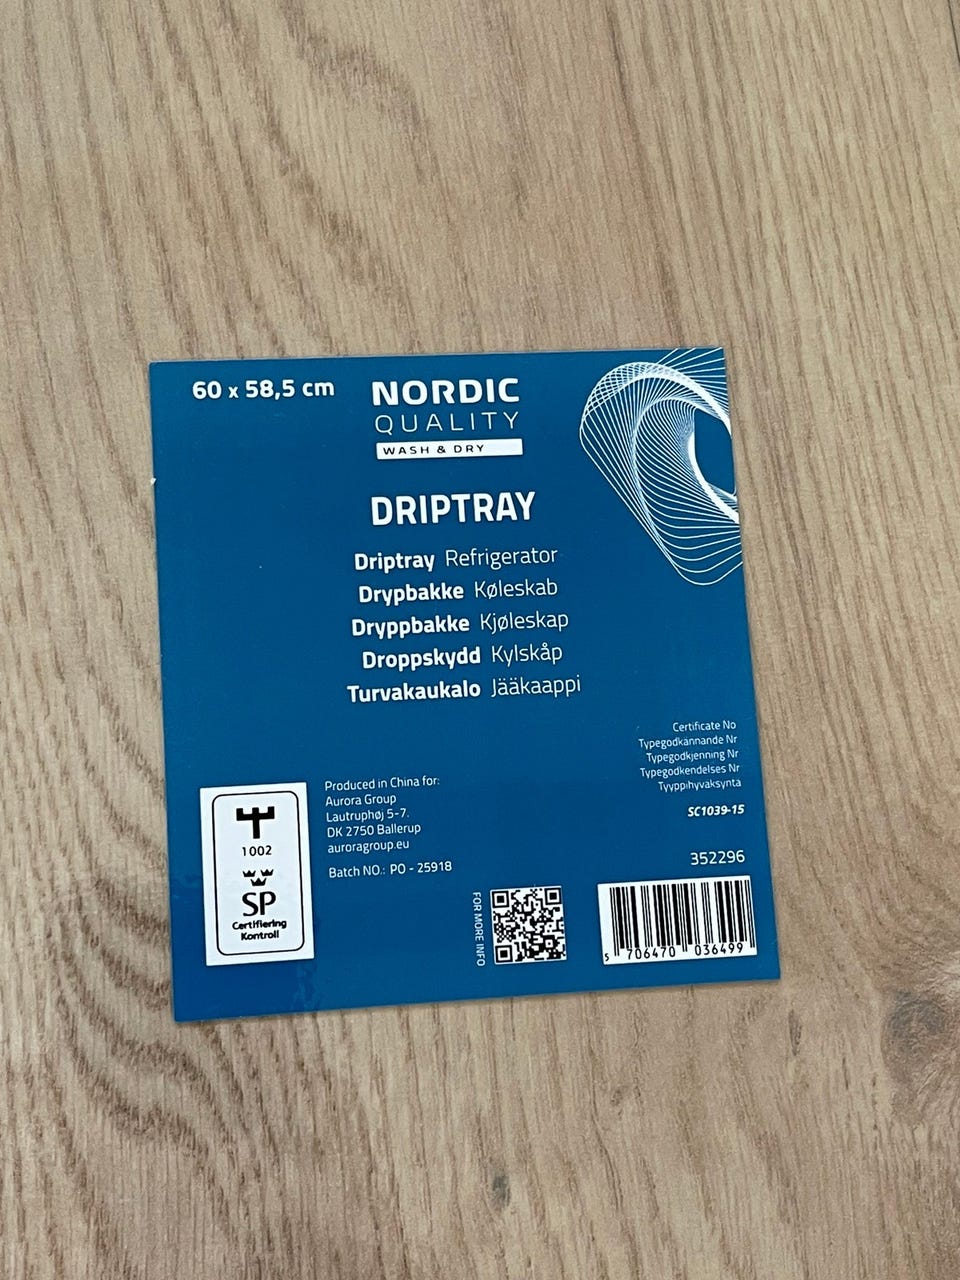 60 x 58,5 cm
NORDIC
QUALITY
WASH & DRY
DRIPTRAY
Driptray Refrigerator
Drypbakke Køleskab
Dryppbakke Kjøleskap
Droppskydd Kylskåp
Turvakaukalo Jääkaappi
Certificate No
Typegodkannande Nr
Typegodkjenning Nr
Typegodkendelses Nr
Tyyppihyväksyntä
SC1039-15
1002
SP
Certifiering
Kontroll
Produced in China for:
Aurora Group
Lautruphøj 5-7.
DK 2750 Ballerup
auroragroup.eu
Batch NO.: PO - 25918
FOR MORE INFO
352296
5 706470 036499